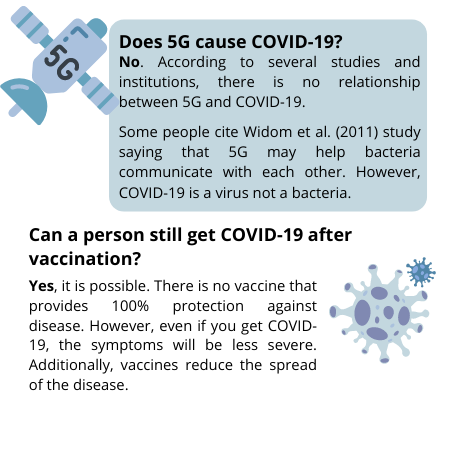 5G
Does 5G cause COVID-19?
No. According to several studies and
institutions, there is no relationship
between 5G and COVID-19.
Some people cite Widom et al. (2011) study
saying that 5G may help bacteria
communicate with each other. However,
COVID-19 is a virus not a bacteria.
Can a person still get COVID-19 after
vaccination?
Yes, it is possible. There is no vaccine that
provides 100% protection against
disease. However, even if you get COVID-
19, the symptoms will be less severe.
Additionally, vaccines reduce the spread
of the disease.